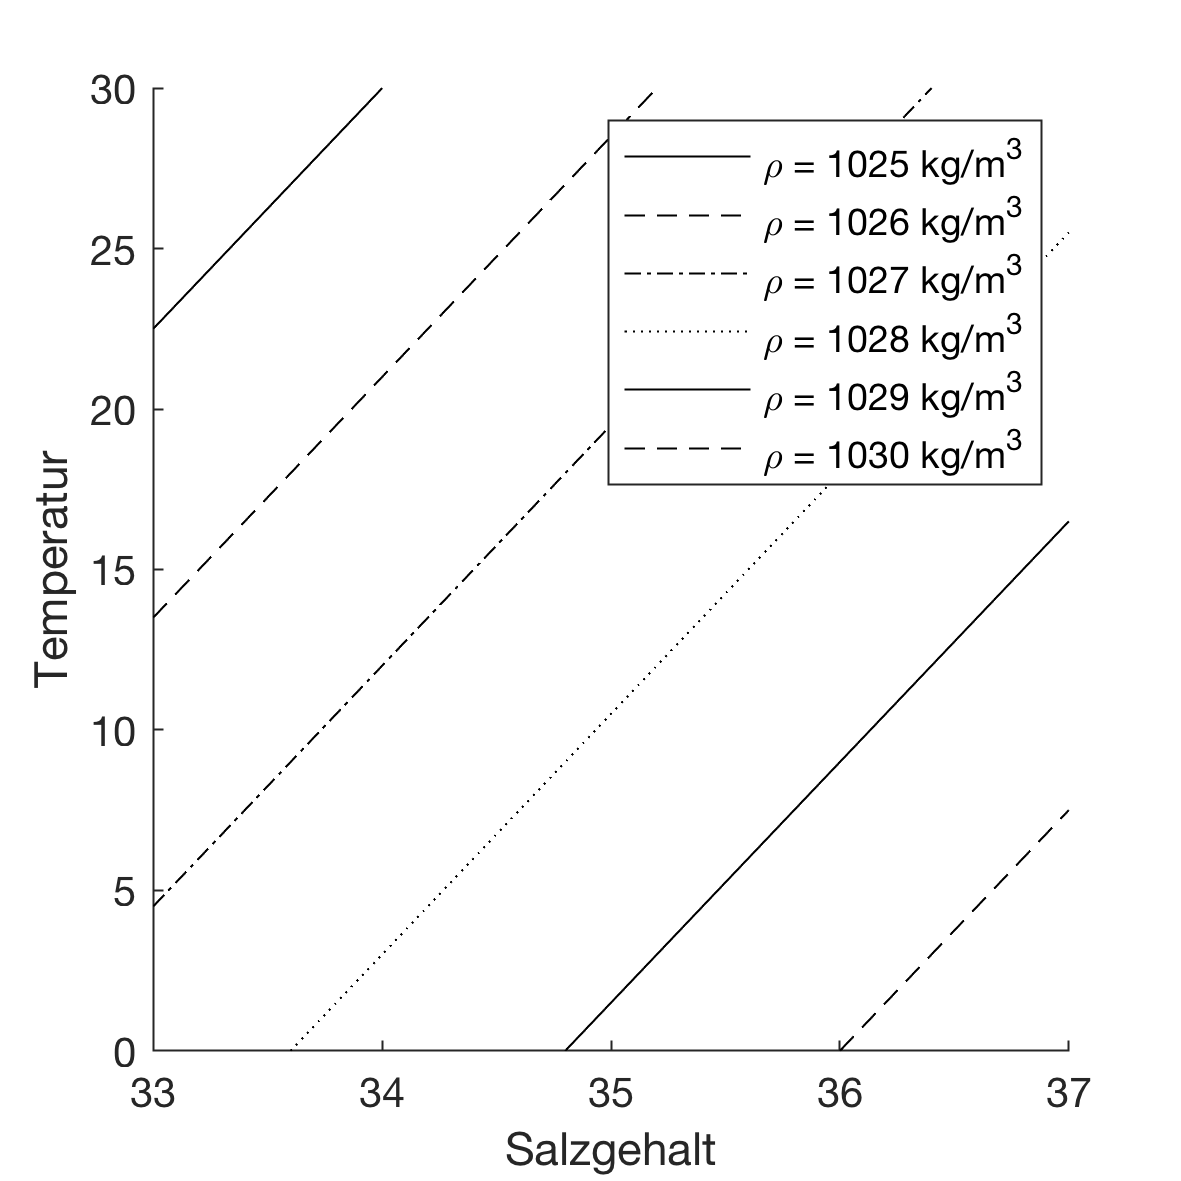 30
25
20
15
10
5
0
Temperatur
ρ = 1025 kg/m³
ρ = 1026 kg/m³
ρ = 1027 kg/m³
ρ = 1028 kg/m³
ρ = 1029 kg/m³
ρ = 1030 kg/m³
33 34 35 36 37
Salzgehalt